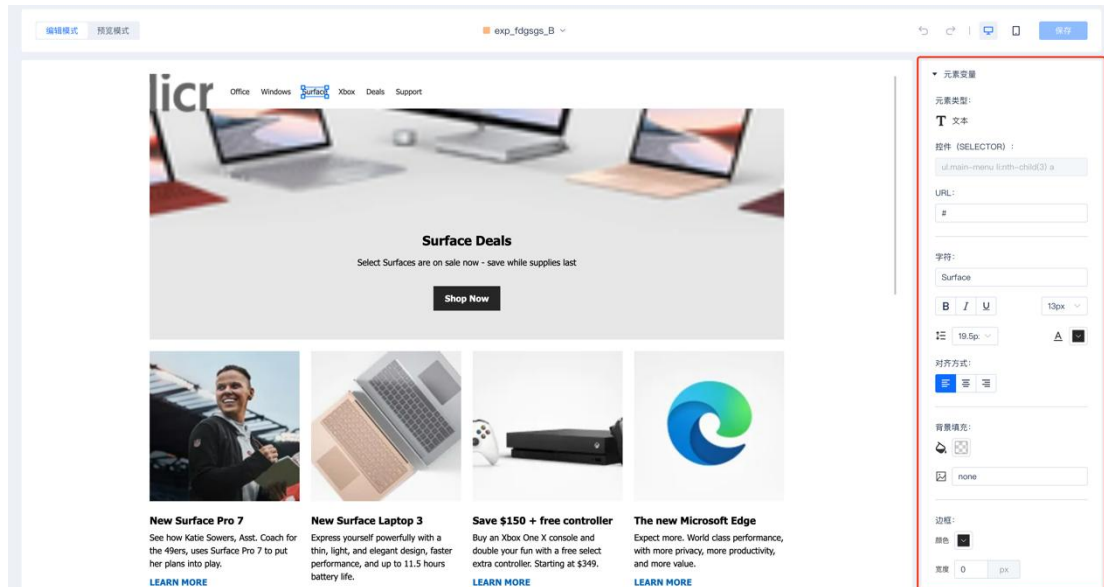 编辑模式 预览模式 exp_fdgsgs_B 保存
licr
Office Windows Surface Xbox Deals Support
Surface Deals
Select Surfaces are on sale now - save while supplies last
Shop Now
New Surface Pro 7
See how Katie Sowers, Asst. Coach for
the 49ers, uses Surface Pro 7 to put
her plans into play.
LEARN MORE
New Surface Laptop 3
Express yourself powerfully with a
thin, light, and elegant design, faster
performance, and up to 11.5 hours
battery life.
Save $150 + free controller
Buy an Xbox One X console and
double your fun with a free select
extra controller. Starting at $349.
LEARN MORE
The new Microsoft Edge
Expect more. World class performance,
with more privacy, more productivity,
and more value.
LEARN MORE
元素变量
元素类型:
T 文本
控件（SELECTOR）:
ul.main-menu li:nth-child(3) a
URL:
#
字符:
Surface
B I U 13px
19.5p: A
对齐方式:
背景填充:
none
边框:
颜色
宽度 0 px